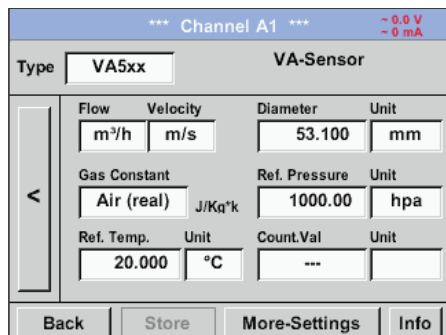 *** Channel A1 ***
~ 0.0 V
~ 0 mA
Type VA5xx VA-Sensor
Flow Velocity Diameter Unit
m³/h m/s 53.100 mm
Gas Constant Ref. Pressure Unit
< Air (real) J/Kg*k 1000.00 hpa
Ref. Temp. Unit Count.Val Unit
20.000 °C ---
Back Store More-Settings Info